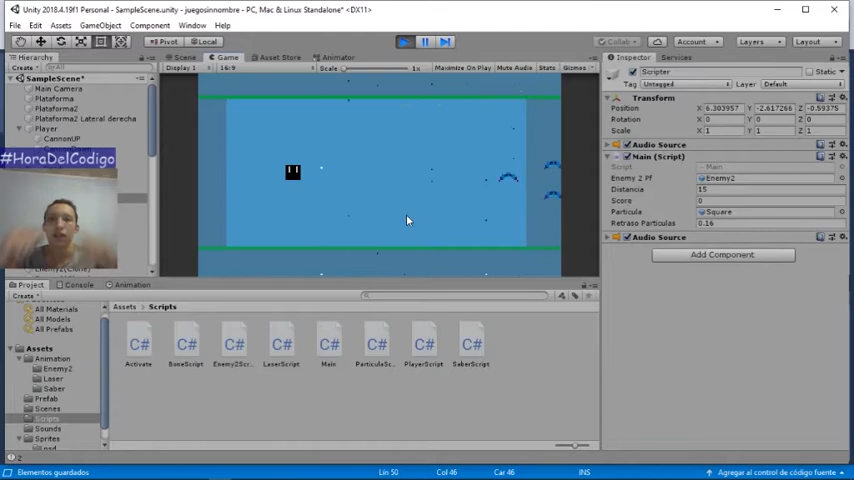 Unity 2018.4.19f1 Personal - SampleScene.unity - juegosinnombre - PC, Mac & Linux Standalone* <DX11>
File Edit Assets GameObject Component Window Help
Pivot Local Collab Account Layers Layout
Hierarchy Scene Game Asset Store Animator Inspector Services
Create All Display 1 16:9 Scale 1x Maximize On Play Mute Audio Stats Gizmos
SampleScene*
Main Camera
Plataforma
Plataforma2
Plataforma2 Lateral derecha
Player
CannonUP
#HoraDelCodigo
Enemy2(Clone)
Scripter Static
Tag Untagged Layer Default
Transform
Position X 6.303957 Y -2.617266 Z -0.59375
Rotation X 0 Y 0 Z 0
Scale X 1 Y 1 Z 1
Audio Source
Main (Script)
Script Main
Enemy 2 Pf Enemy2
Distancia 15
Score 0
Particula Square
Retraso Particulas 0.16
Audio Source
Add Component
Project Console Animation
Create
All Materials
All Models
All Prefabs
Assets
Animation
Enemy2
Laser
Saber
Prefab
Scenes
Scripts
Sounds
Sprites
psd
Assets Scripts
C# C# C# C# C# C# C# C#
Activate BoneScript Enemy2Scr... LaserScript Main ParticulaSc... PlayerScript SaberScript
2
Elementos guardados Lín 50 Col 46 Car 46 INS Agregar al control de código fuente